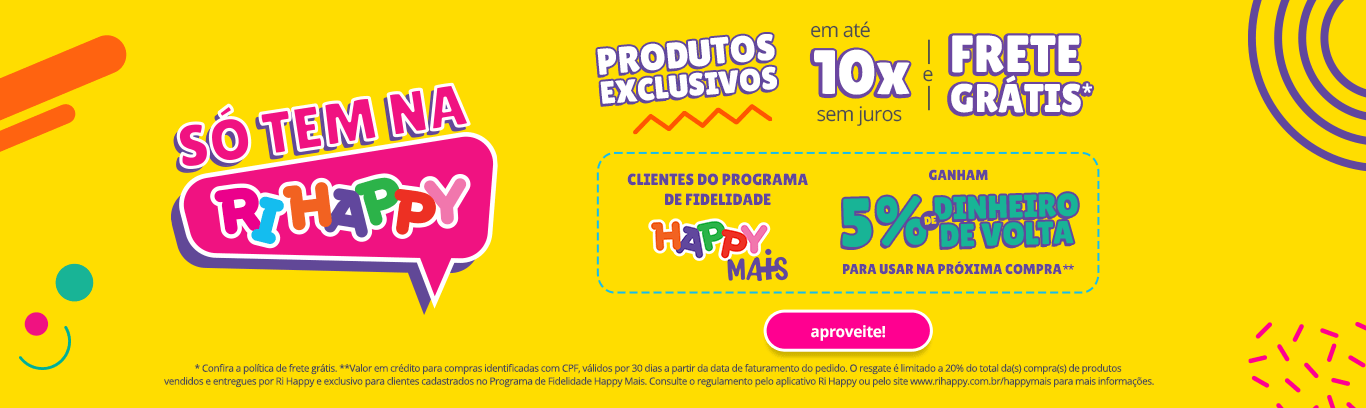 SÓ TEM NA
RIHAPPY
PRODUTOS
EXCLUSIVOS
em até
10x
sem juros
e
FRETE
GRÁTIS*
CLIENTES DO PROGRAMA
DE FIDELIDADE
HAPPY
MAIS
GANHAM
5% DE DINHEIRO
DE VOLTA
PARA USAR NA PRÓXIMA COMPRA**
aproveite!
* Confira a política de frete grátis. **Valor em crédito para compras identificadas com CPF, válidos por 30 dias a partir da data de faturamento do pedido. O resgate é limitado a 20% do total da(s) compra(s) de produtos
vendidos e entregues por Ri Happy e exclusivo para clientes cadastrados no Programa de Fidelidade Happy Mais. Consulte o regulamento pelo aplicativo Ri Happy ou pelo site www.rihappy.com.br/happymais para mais informações.